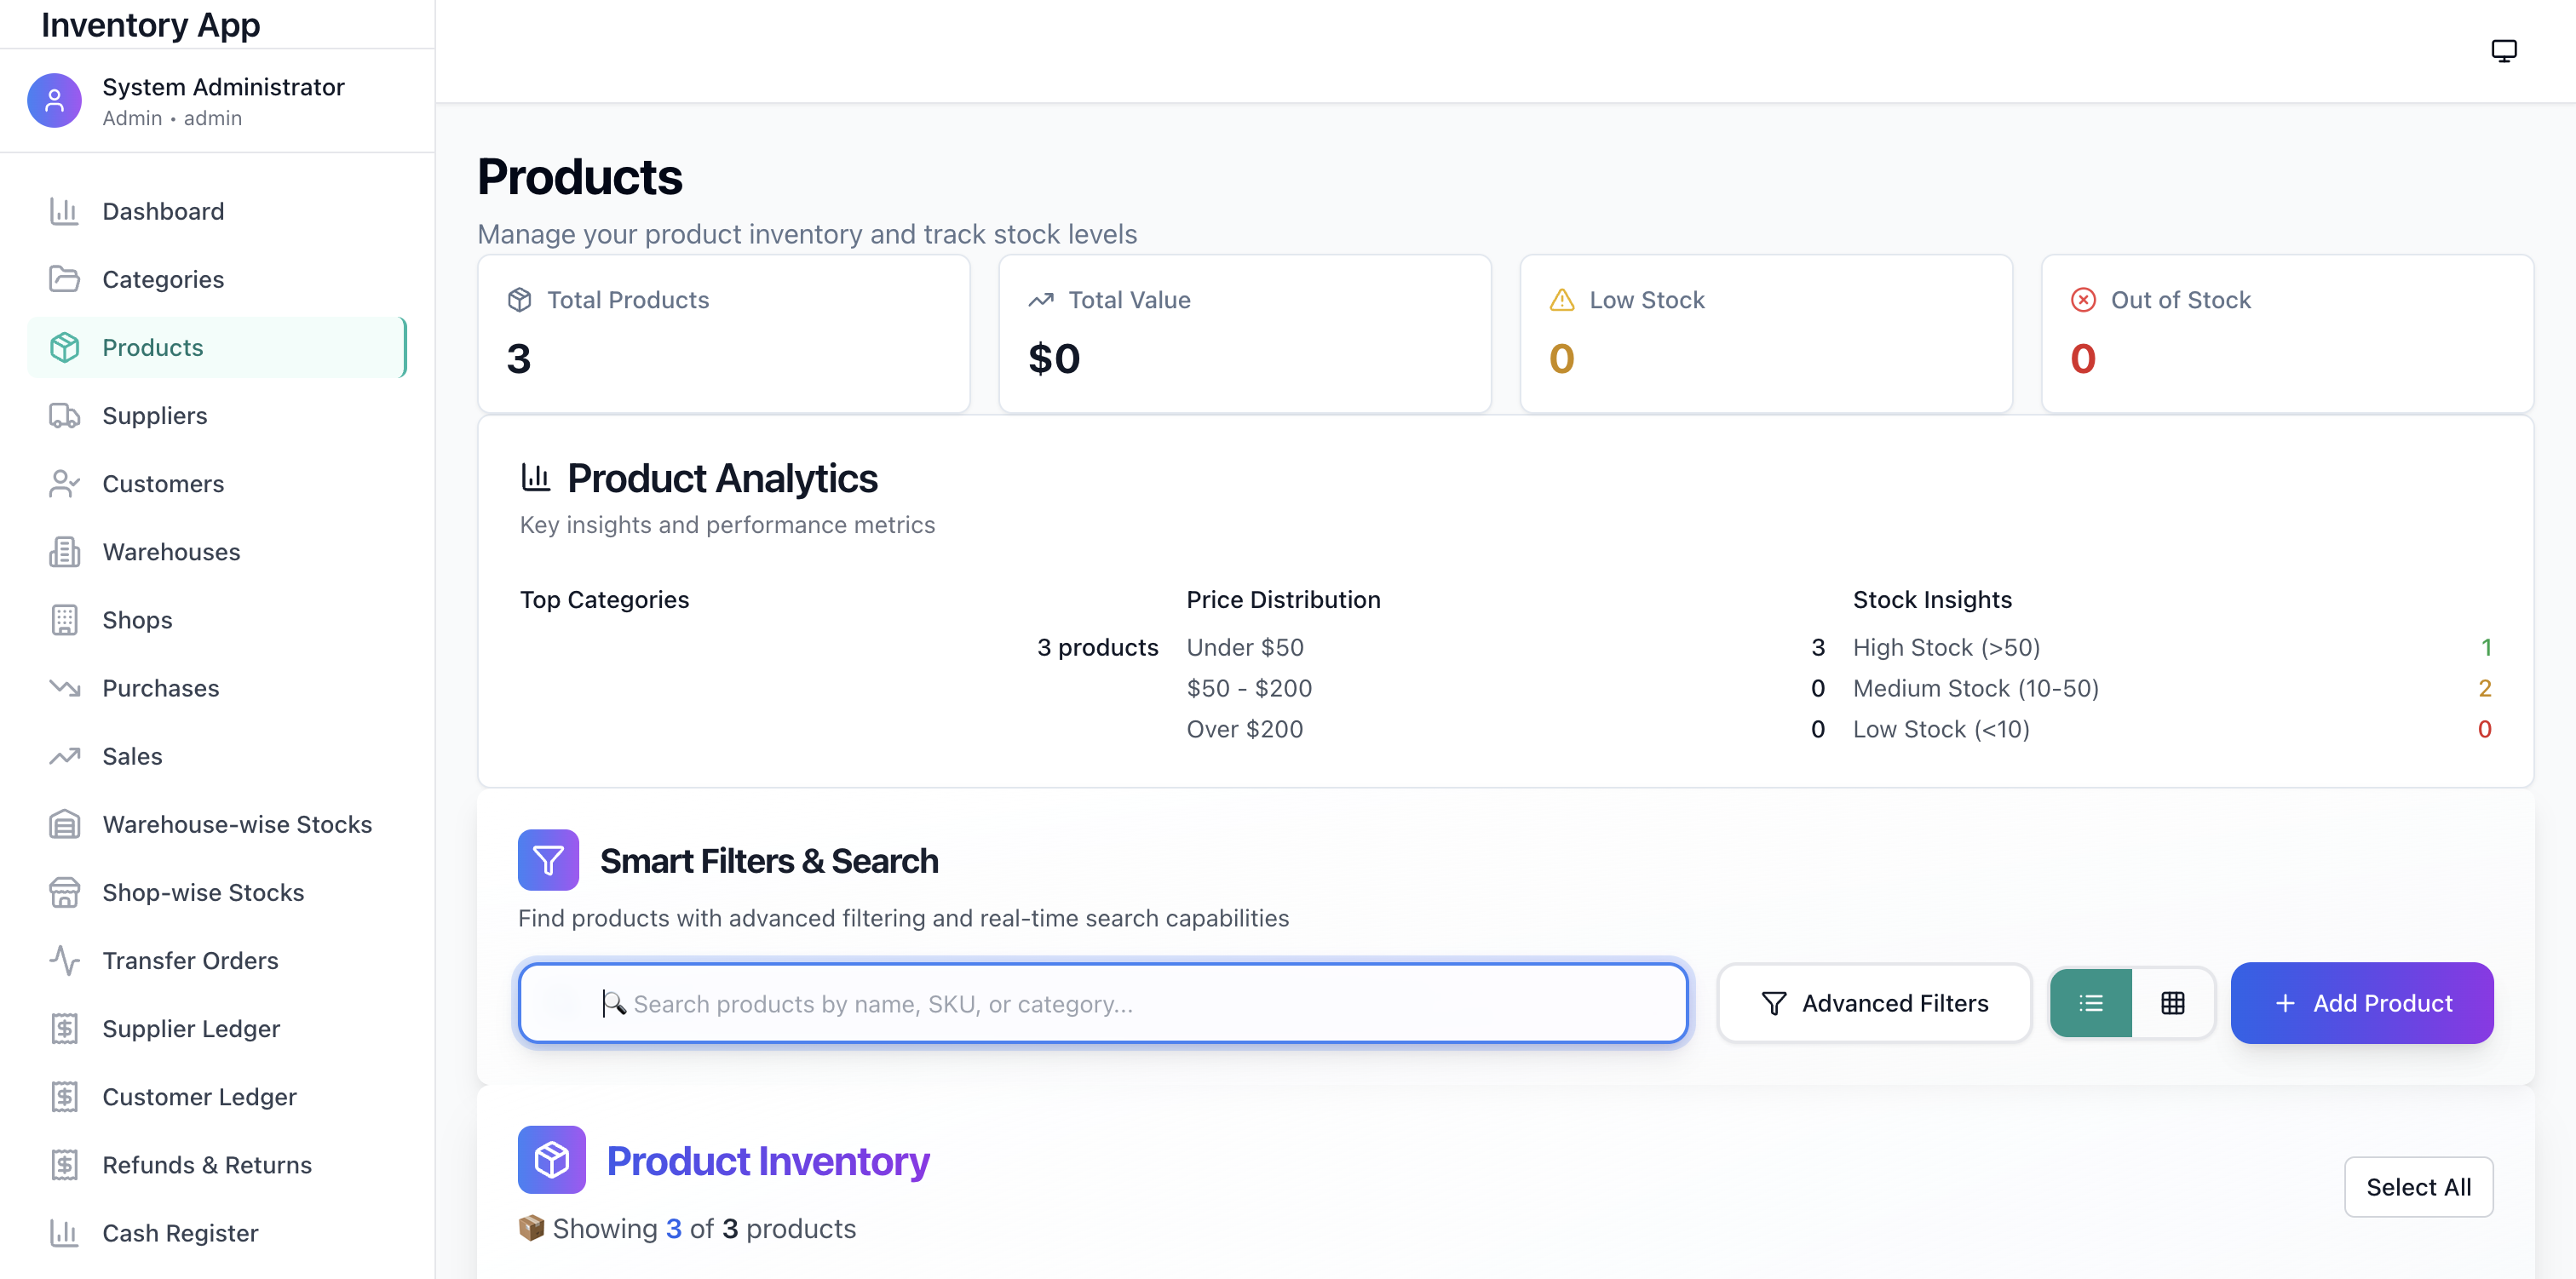 Inventory App
System Administrator
Admin • admin
Dashboard
Categories
Products
Suppliers
Customers
Warehouses
Shops
Purchases
Sales
Warehouse-wise Stocks
Shop-wise Stocks
Transfer Orders
Supplier Ledger
Customer Ledger
Refunds & Returns
Cash Register
Products
Manage your product inventory and track stock levels
Total Products
3
Total Value
$0
Low Stock
0
Out of Stock
0
Product Analytics
Key insights and performance metrics
Top Categories
3 products
Price Distribution
Under $50 3
$50 - $200 0
Over $200 0
Stock Insights
High Stock (>50) 1
Medium Stock (10-50) 2
Low Stock (<10) 0
Smart Filters & Search
Find products with advanced filtering and real-time search capabilities
🔍 Search products by name, SKU, or category...
Advanced Filters
Add Product
Product Inventory
📦 Showing 3 of 3 products
Select All